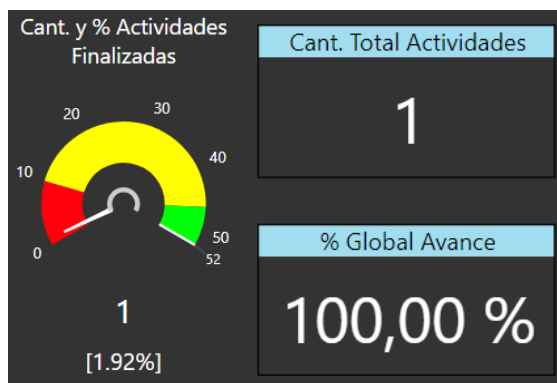 Cant. y % Actividades
Finalizadas
0
10
20
30
40
50
52
1
[1.92%]
Cant. Total Actividades
1
% Global Avance
100,00 %